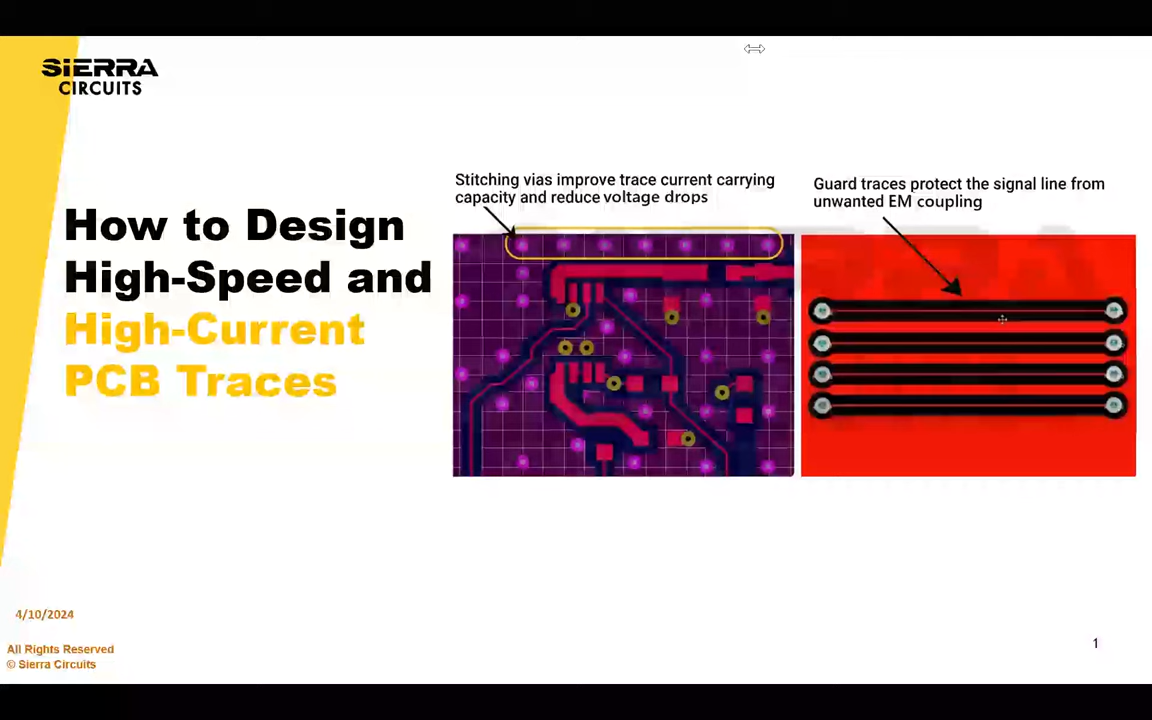 SIERRA
CIRCUITS
How to Design
High-Speed and
High-Current
PCB Traces
Stitching vias improve trace current carrying
capacity and reduce voltage drops
Guard traces protect the signal line from
unwanted EM coupling
4/10/2024
All Rights Reserved
© Sierra Circuits
1